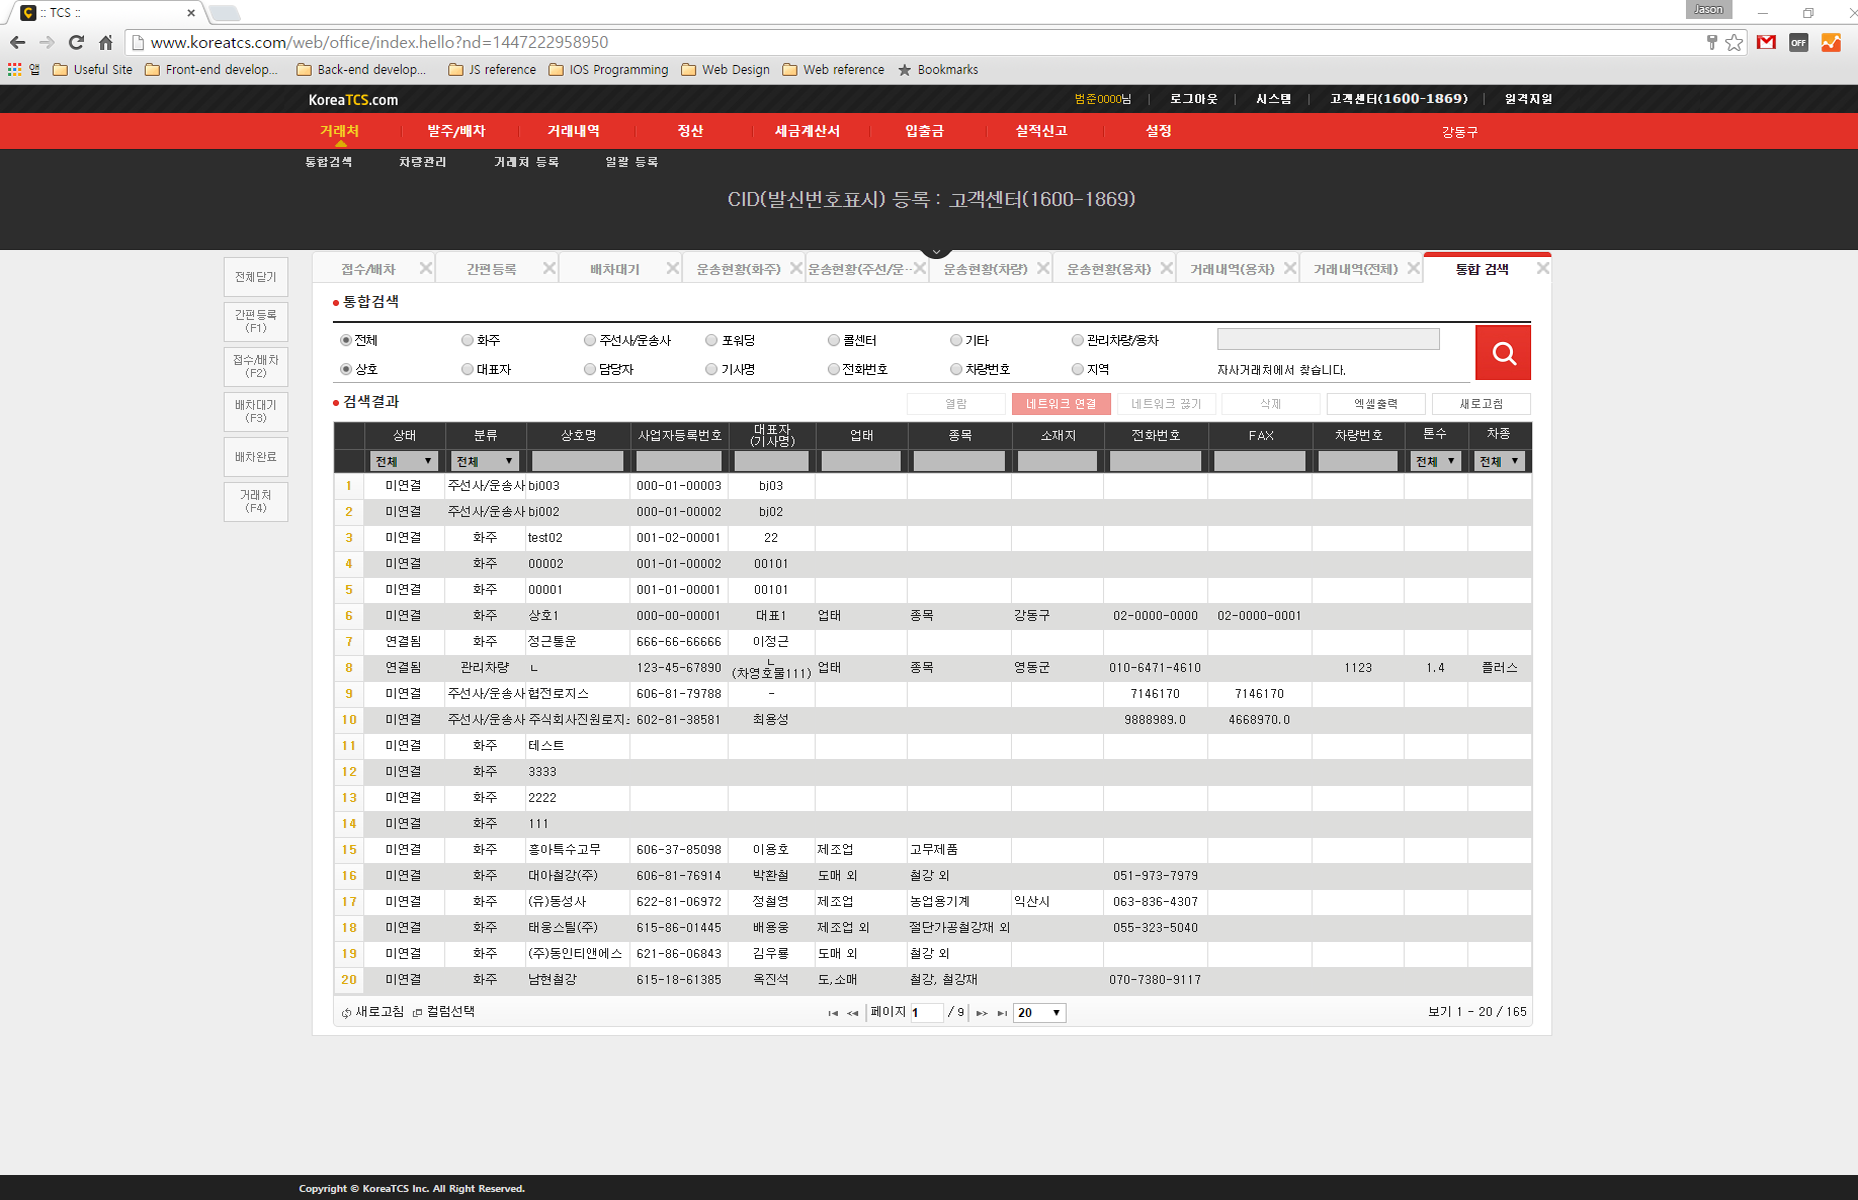 :: TCS ::
Jason
www.koreatcs.com/web/office/index.hello?nd=1447222958950
OFF
앱 Useful Site Front-end develop... Back-end develop... JS reference IOS Programming Web Design Web reference Bookmarks
KoreaTCS.com 범준0000님 로그아웃 시스템 고객센터(1600-1869) 원격지원
거래처 발주/배차 거래내역 정산 세금계산서 입출금 실적신고 설정 강동구
통합검색 차량관리 거래처 등록 일괄 등록
CID(발신번호표시) 등록 : 고객센터(1600-1869)
접수/배차 간편등록 배차대기 운송현황(화주) 운송현황(주선/운... 운송현황(차량) 운송현황(용차) 거래내역(용차) 거래내역(전체) 통합 검색
전체닫기
간편등록
(F1)
접수/배차
(F2)
배차대기
(F3)
배차완료
거래처
(F4)
통합검색
전체 화주 주선사/운송사 포워딩 콜센터 기타 관리차량/용차
상호 대표자 담당자 기사명 전화번호 차량번호 지역 자사거래처에서 찾습니다.
검색결과 열람 네트워크 연결 네트워크 끊기 삭제 엑셀출력 새로고침
상태 분류 상호명 사업자등록번호 대표자 (기사명) 업태 종목 소재지 전화번호 FAX 차량번호 톤수 차종
전체 전체 전체 전체
1 미연결 주선사/운송사 bj003 000-01-00003 bj03
2 미연결 주선사/운송사 bj002 000-01-00002 bj02
3 미연결 화주 test02 001-02-00001 22
4 미연결 화주 00002 001-01-00002 00101
5 미연결 화주 00001 001-01-00001 00101
6 미연결 화주 상호1 000-00-00001 대표1 업태 종목 강동구 02-0000-0000 02-0000-0001
7 연결됨 화주 정근통운 666-66-66666 이정근
8 연결됨 관리차량 ㄴ 123-45-67890 ㄴ (차영호물111) 업태 종목 영동군 010-6471-4610 1123 1.4 플러스
9 미연결 주선사/운송사 협전로지스 606-81-79788 - 7146170 7146170
10 미연결 주선사/운송사 주식회사진원로지스 602-81-38581 최용성 9888989.0 4668970.0
11 미연결 화주 테스트
12 미연결 화주 3333
13 미연결 화주 2222
14 미연결 화주 111
15 미연결 화주 흥아특수고무 606-37-85098 이용호 제조업 고무제품
16 미연결 화주 대아철강(주) 606-81-76914 박환철 도매 외 철강 외 051-973-7979
17 미연결 화주 (유)동성사 622-81-06972 정철영 제조업 농업용기계 익산시 063-836-4307
18 미연결 화주 태웅스틸(주) 615-86-01445 배용웅 제조업 외 절단가공철강재 외 055-323-5040
19 미연결 화주 (주)동인티앤에스 621-86-06843 김우룡 도매 외 철강 외
20 미연결 화주 남현철강 615-18-61385 옥진석 도,소매 철강, 철강재 070-7380-9117
새로고침 컬럼선택 페이지 1 / 9 20 보기 1 - 20 / 165
Copyright © KoreaTCS Inc. All Right Reserved.